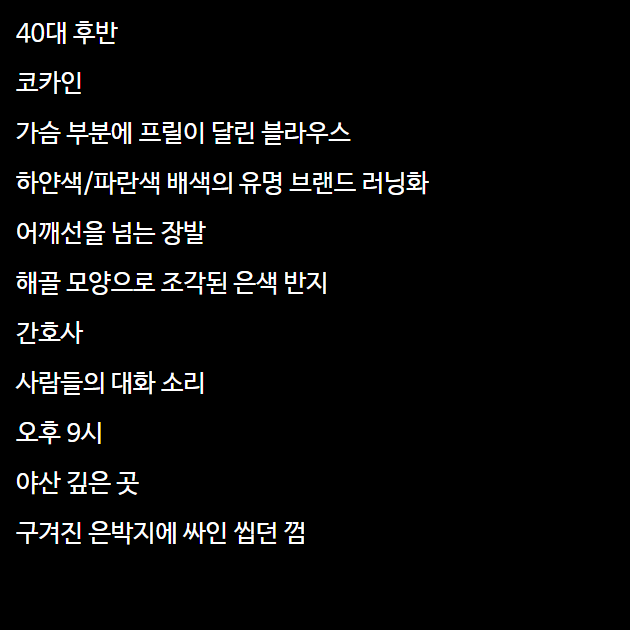 40대 후반
코카인
가슴 부분에 프릴이 달린 블라우스
하얀색/파란색 배색의 유명 브랜드 러닝화
어깨선을 넘는 장발
해골 모양으로 조각된 은색 반지
간호사
사람들의 대화 소리
오후 9시
야산 깊은 곳
구겨진 은박지에 싸인 씹던 껌